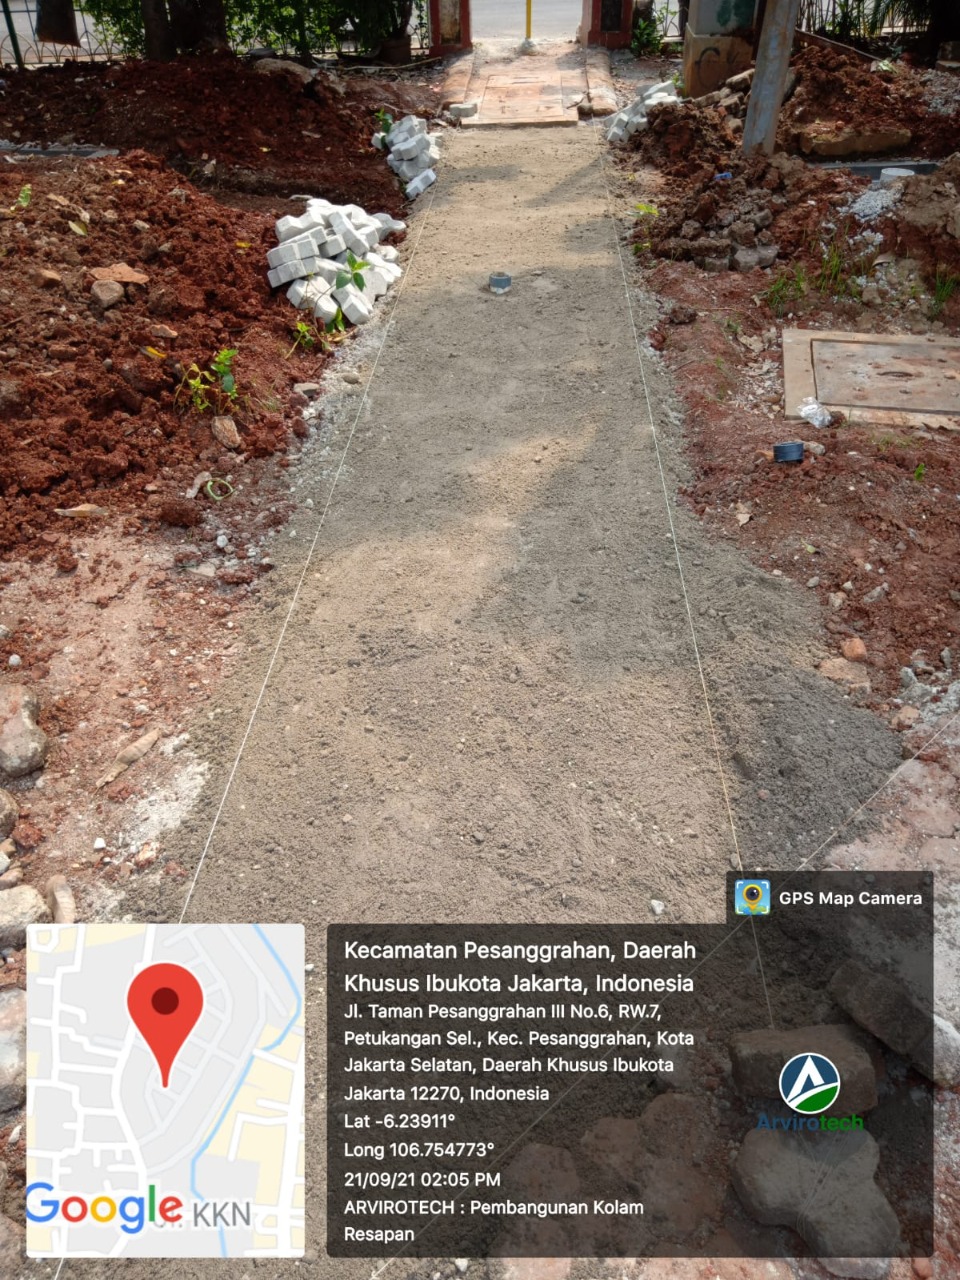 GPS Map Camera
Kecamatan Pesanggrahan, Daerah
Khusus Ibukota Jakarta, Indonesia
Jl. Taman Pesanggrahan III No.6, RW.7,
Petukangan Sel., Kec. Pesanggrahan, Kota
Jakarta Selatan, Daerah Khusus Ibukota
Jakarta 12270, Indonesia
Lat -6.23911°
Long 106.754773°
21/09/21 02:05 PM
ARVIROTECH : Pembangunan Kolam
Resapan
Arvirotech
Google
KKN